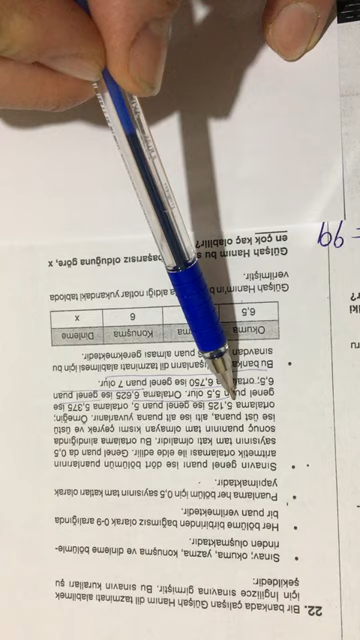 22. Bir bankada çalışan Gülşah Hanım dil tazminatı alabilmek
için İngilizce sınavına girmiştir. Bu sınavın kuralları şu
şekildedir:
• Sınav; okuma, yazma, konuşma ve dinleme bölümle-
rinden oluşmaktadır.
• Her bölüme birbirinden bağımsız olarak 0-9 aralığında
bir puan verilmektedir.
• Puanlama her bölüm için 0,5 sayısının tam katları olarak
yapılmaktadır.
• Sınavın genel puanı ise dört bölümün puanlarının
aritmetik ortalaması ile elde edilir. Genel puan da 0,5
sayısının tam katı olmalıdır. Bu ortalama alındığında
sonuç puanının tam olmayan kısmı çeyrek ve üstü
ise üst puana, altı ise alt puana yuvarlanır. Örneğin;
ortalama 5,125 ise genel puan 5, ortalama 5,375 ise
genel puan 5,5 olur. Ortalama 6,625 ise genel puan
6,5; ortalama 6,750 ise genel puan 7 olur.
• Bu banka çalışanların dil tazminatı alabilmesi için bu
sınavdan puan alması gerekmektedir.
Okuma Konuşma Dinleme
6,5 6 x
Gülşah Hanım'ın aldığı notlar yukarıdaki tabloda
verilmiştir.
Gülşah Hanım bu başarısız olduğuna göre, x
en çok kaç olabilir?